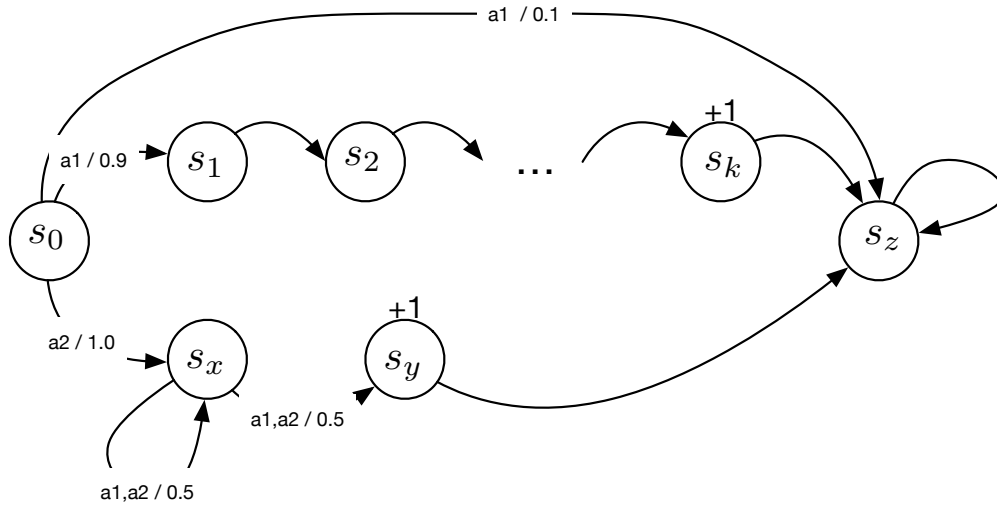 a1 / 0.1
+1
a1 / 0.9
s1
s2
...
sk
s0
sz
a2 / 1.0
+1
sx
sy
a1,a2 / 0.5
a1,a2 / 0.5